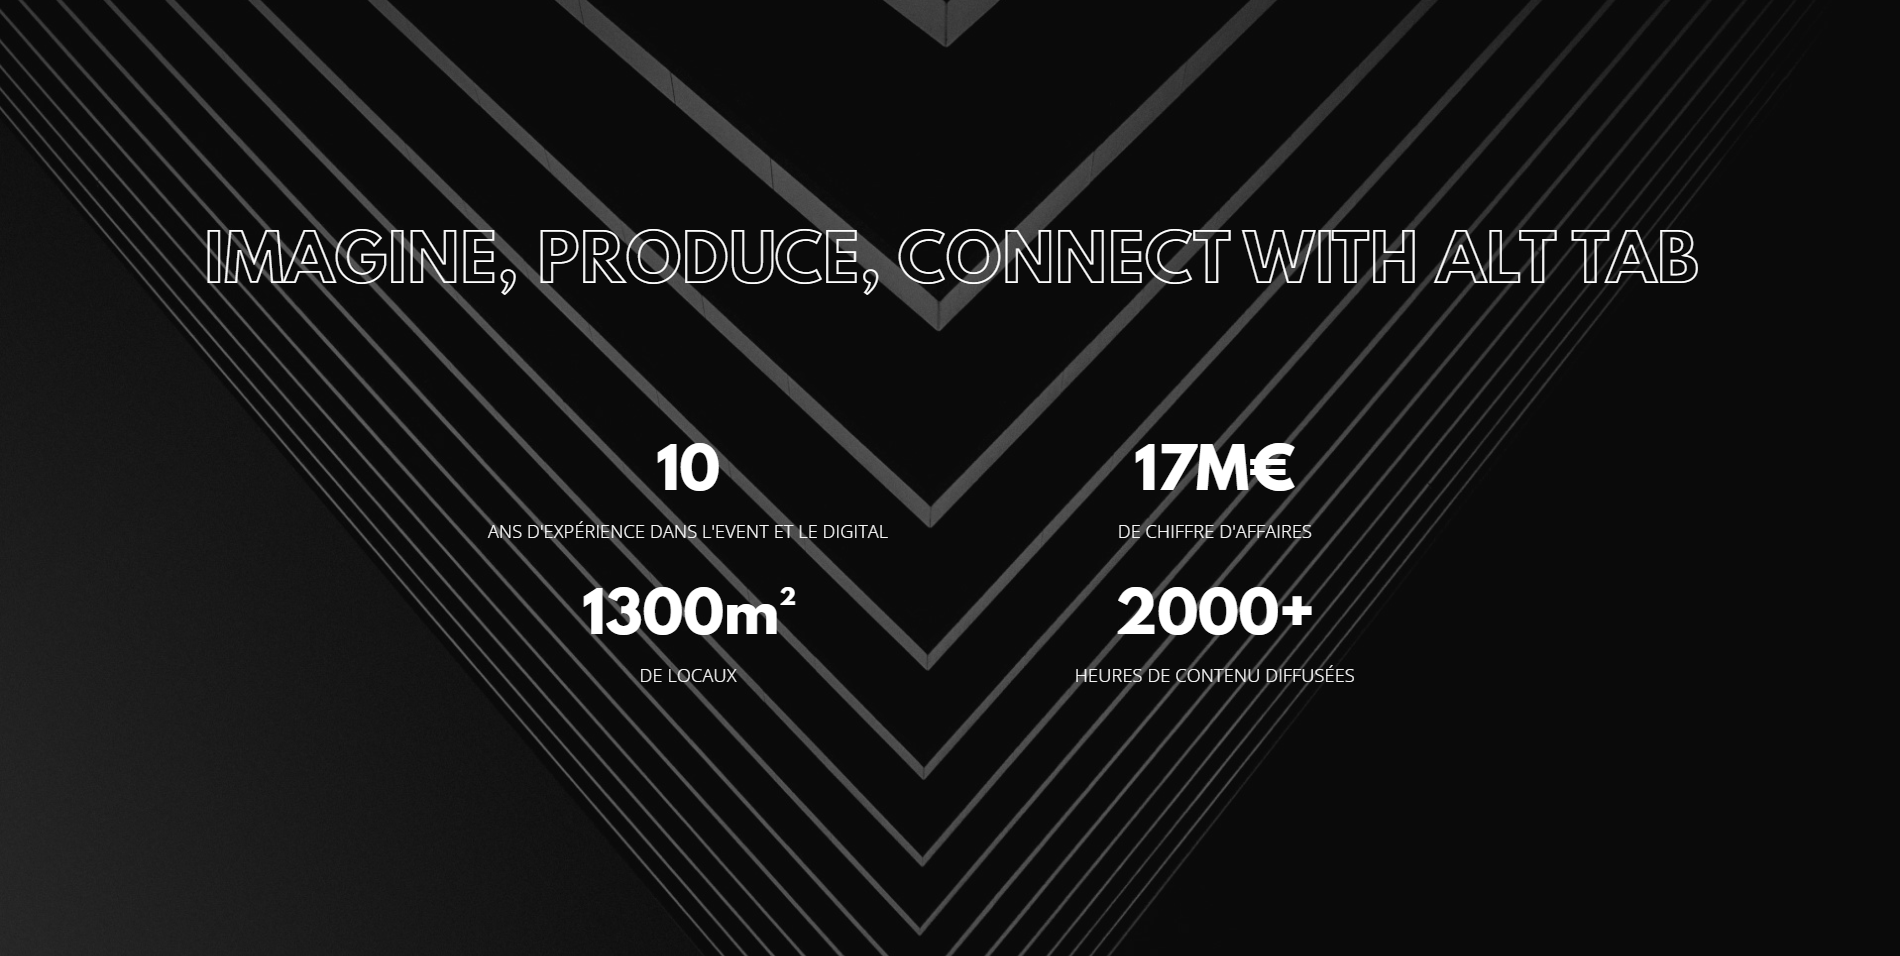 IMAGINE, PRODUCE, CONNECT WITH ALT TAB
10
ANS D'EXPÉRIENCE DANS L'EVENT ET LE DIGITAL
17M€
DE CHIFFRE D'AFFAIRES
1300m²
DE LOCAUX
2000+
HEURES DE CONTENU DIFFUSÉES